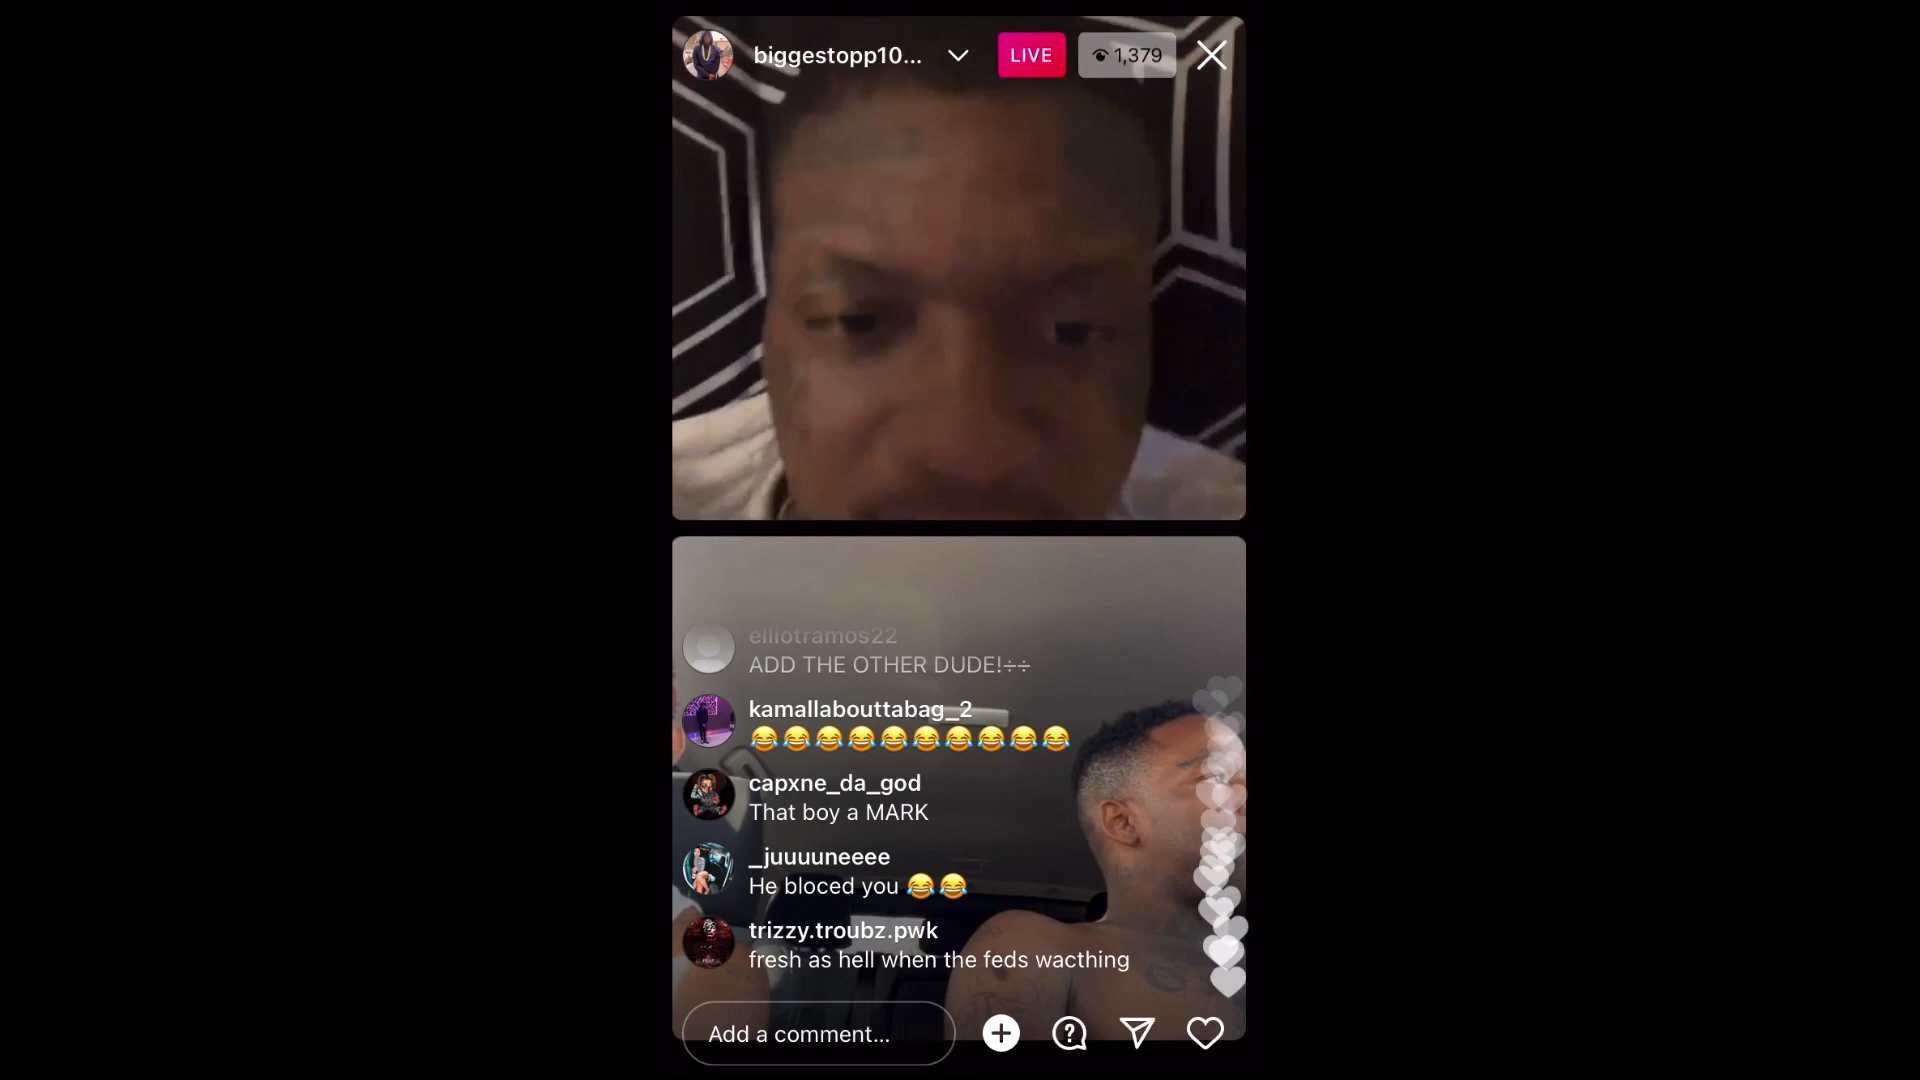 biggestopp10...
LIVE
1,379
elliotramos22
ADD THE OTHER DUDE!÷÷
kamallabouttabag_2
😂😂😂😂😂😂😂😂😂😂
capxne_da_god
That boy a MARK
_juuuuneeee
He bloced you 😂😂
trizzy.troubz.pwk
fresh as hell when the feds wacthing
Add a comment...